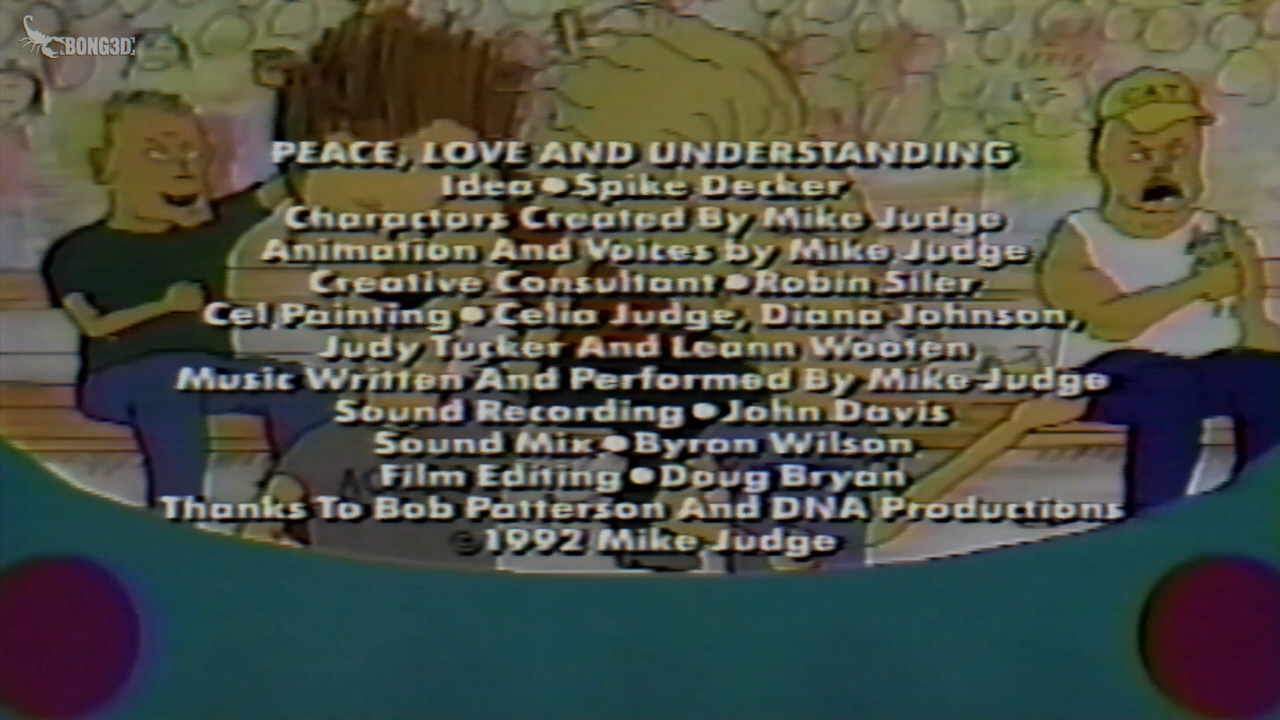 BONG3D
CAT
PEACE, LOVE AND UNDERSTANDING
Idea • Spike Decker
Charactors Created By Mike Judge
Animation And Voices by Mike Judge
Creative Consultant • Robin Siler
Cel Painting • Celia Judge, Diana Johnson,
Judy Tucker And Leann Wooten
Music Written And Performed By Mike Judge
Sound Recording • John Davis
Sound Mix • Byron Wilson
Film Editing • Doug Bryan
Thanks To Bob Patterson And DNA Productions
©1992 Mike Judge